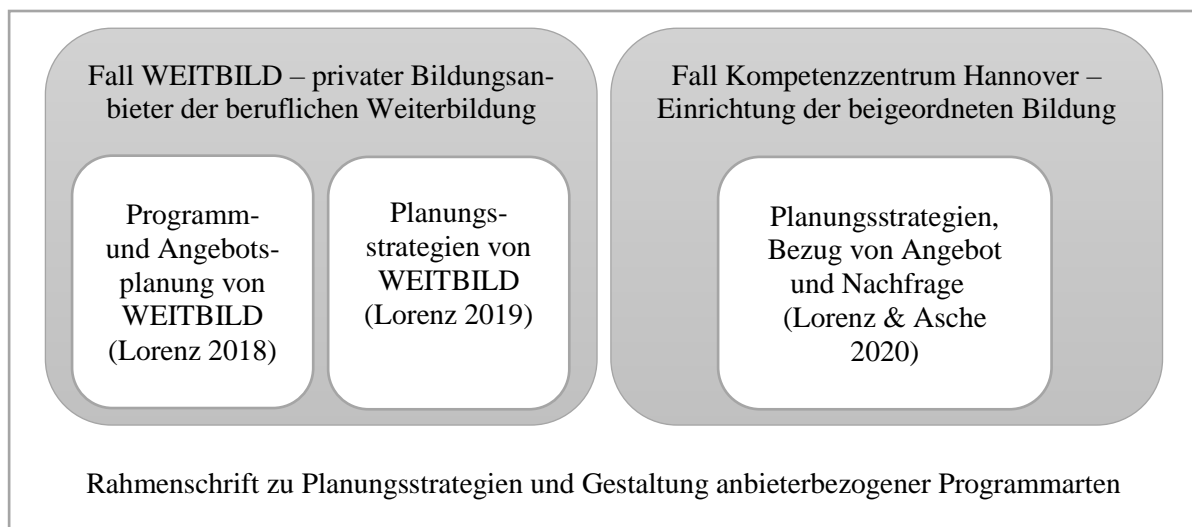 Fall WEITBILD – privater Bildungsan-
bieter der beruflichen Weiterbildung
Programm-
und Angebots-
planung von
WEITBILD
(Lorenz 2018)
Planungs-
strategien von
WEITBILD
(Lorenz 2019)
Fall Kompetenzzentrum Hannover –
Einrichtung der beigeordneten Bildung
Planungsstrategien,
Bezug von Angebot
und Nachfrage
(Lorenz & Asche
2020)
Rahmenschrift zu Planungsstrategien und Gestaltung anbieterbezogener Programmarten